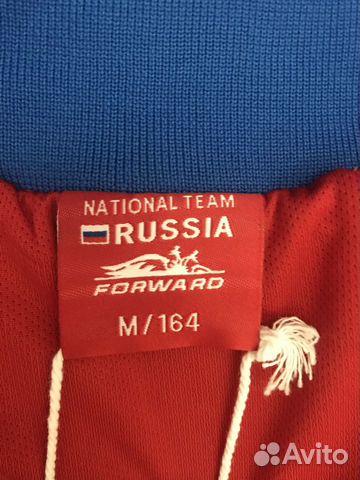 NATIONAL TEAM
RUSSIA
FORWARD
M/164
Avito